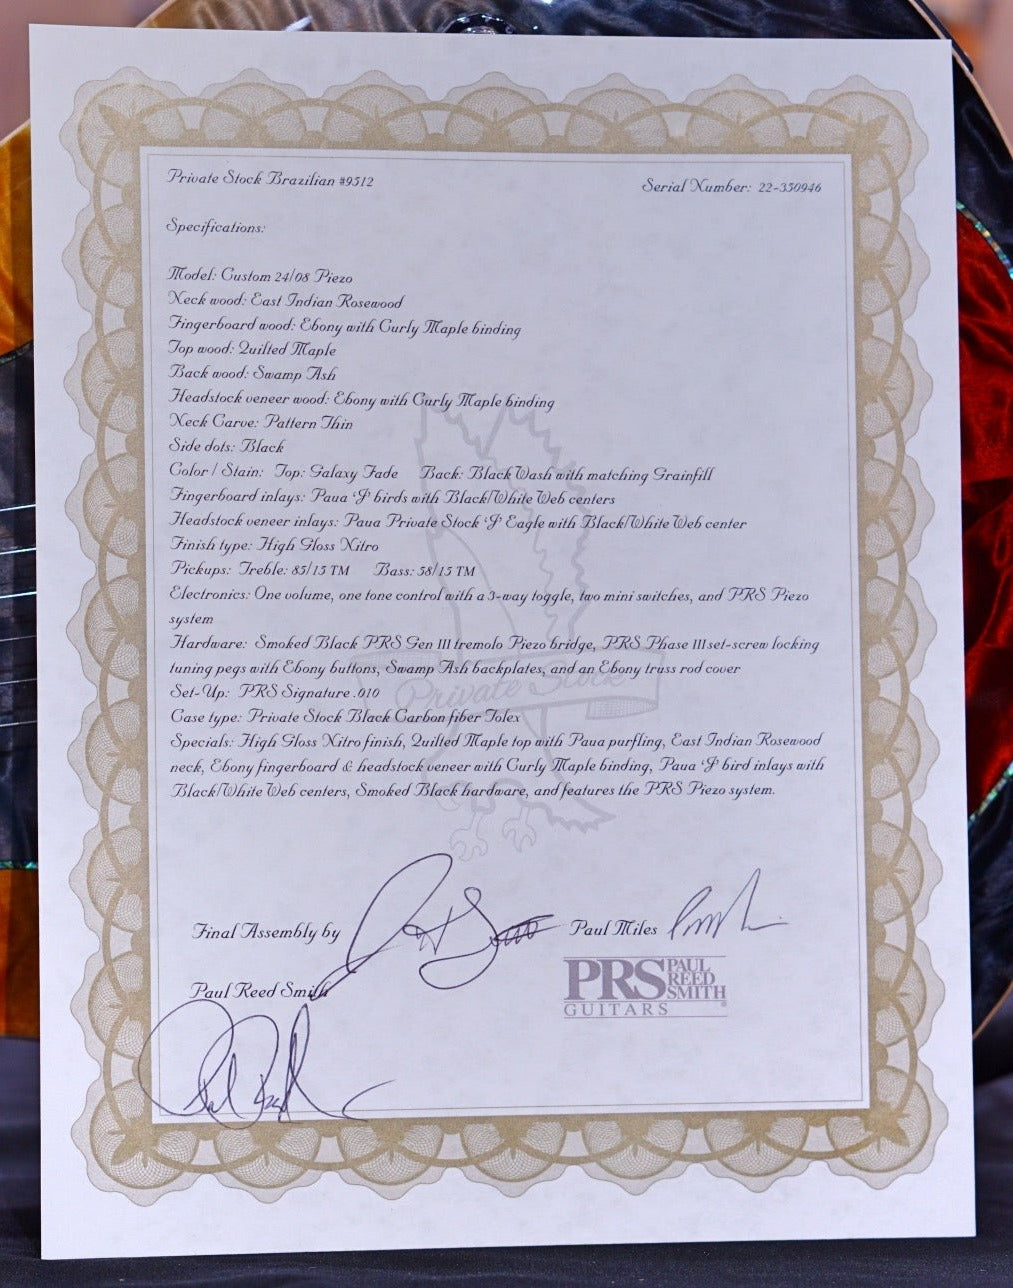 Private Stock Brazilian #9512
Serial Number: 22-350946
Specifications:
Model: Custom 24/08 Piezo
Neck wood: East Indian Rosewood
Fingerboard wood: Ebony with Curly Maple binding
Top wood: Quilted Maple
Back wood: Swamp Ash
Headstock veneer wood: Ebony with Curly Maple binding
Neck Carve: Pattern Thin
Side dots: Black
Color / Stain: Top: Galaxy Fade Back: Black Wash with matching Grainfill
Fingerboard inlays: Paua 'J' birds with Black/White Web centers
Headstock veneer inlays: Paua Private Stock 'J' Eagle with Black/White Web center
Finish type: High Gloss Nitro
Pickups: Treble: 85/15 TM Bass: 58/15 TM
Electronics: One volume, one tone control with a 3-way toggle, two mini switches, and PRS Piezo
system
Hardware: Smoked Black PRS Gen III tremolo Piezo bridge, PRS Phase III set-screw locking
tuning pegs with Ebony buttons, Swamp Ash backplates, and an Ebony truss rod cover
Set-Up: PRS Signature .010
Case type: Private Stock Black Carbon fiber Tolex
Specials: High Gloss Nitro finish, Quilted Maple top with Paua purfling, East Indian Rosewood
neck, Ebony fingerboard & headstock veneer with Curly Maple binding, Paua 'J' bird inlays with
Black/White Web centers, Smoked Black hardware, and features the PRS Piezo system.
Private Stock
Final Assembly by
Paul Miles
Paul Reed Smith
PRS PAUL
REED
SMITH
GUITARS